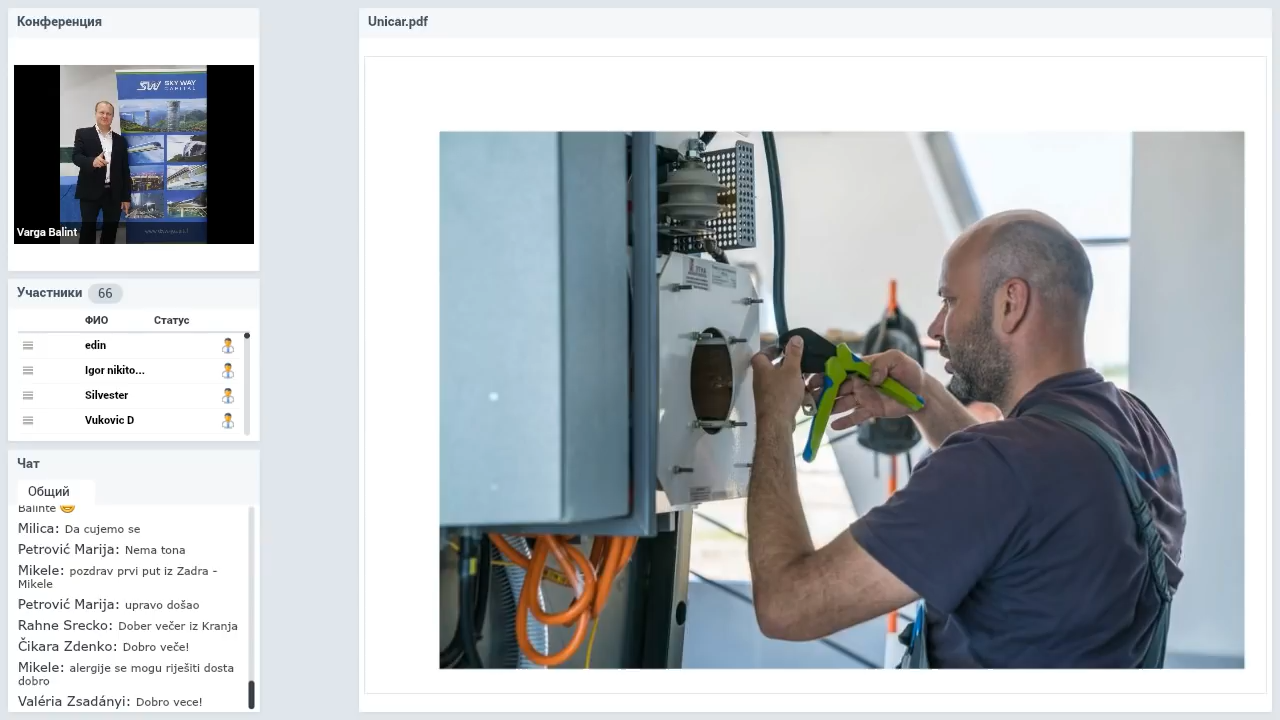 Конференция
SKY WAY
CAPITAL
Varga Balint
Участники 66
ФИО Статус
edin
Igor nikito...
Silvester
Vukovic D
Чат
Общий
Balinte
Milica: Da cujemo se
Petrović Marija: Nema tona
Mikele: pozdrav prvi put iz Zadra -
Mikele
Petrović Marija: upravo došao
Rahne Srecko: Dober večer iz Kranja
Čikara Zdenko: Dobro veče!
Mikele: alergije se mogu riješiti dosta
dobro
Valéria Zsadányi: Dobro vece!
Unicar.pdf